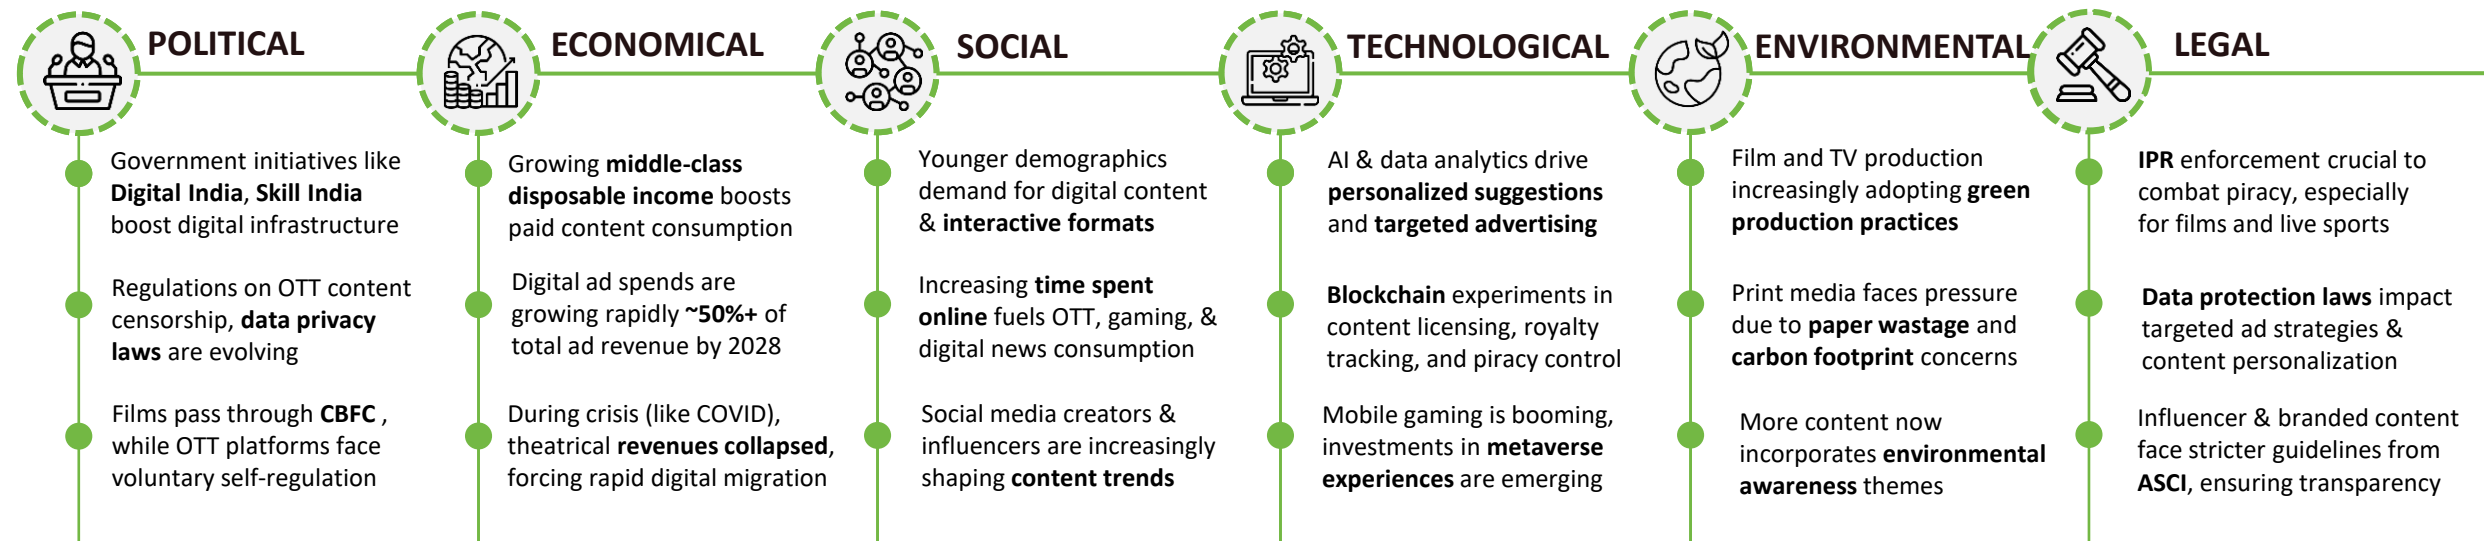 POLITICAL
Government initiatives like
Digital India, Skill India
boost digital infrastructure
Regulations on OTT content
censorship, data privacy
laws are evolving
Films pass through CBFC ,
while OTT platforms face
voluntary self-regulation
ECONOMICAL
Growing middle-class
disposable income boosts
paid content consumption
Digital ad spends are
growing rapidly ~50%+ of
total ad revenue by 2028
During crisis (like COVID),
theatrical revenues collapsed,
forcing rapid digital migration
SOCIAL
Younger demographics
demand for digital content
& interactive formats
Increasing time spent
online fuels OTT, gaming, &
digital news consumption
Social media creators &
influencers are increasingly
shaping content trends
TECHNOLOGICAL
AI & data analytics drive
personalized suggestions
and targeted advertising
Blockchain experiments in
content licensing, royalty
tracking, and piracy control
Mobile gaming is booming,
investments in metaverse
experiences are emerging
ENVIRONMENTAL
Film and TV production
increasingly adopting green
production practices
Print media faces pressure
due to paper wastage and
carbon footprint concerns
More content now
incorporates environmental
awareness themes
LEGAL
IPR enforcement crucial to
combat piracy, especially
for films and live sports
Data protection laws impact
targeted ad strategies &
content personalization
Influencer & branded content
face stricter guidelines from
ASCI, ensuring transparency